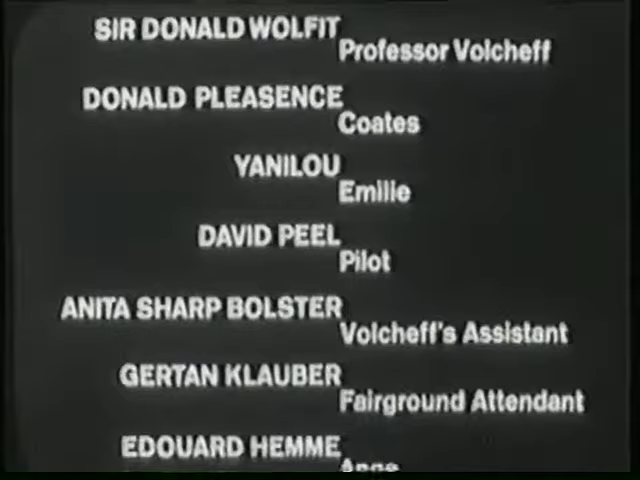 SIR DONALD WOLFIT
Professor Volcheff
DONALD PLEASENCE
Coates
YANILOU
Emilie
DAVID PEEL
Pilot
ANITA SHARP BOLSTER
Volcheff's Assistant
GERTAN KLAUBER
Fairground Attendant
EDOUARD HEMME